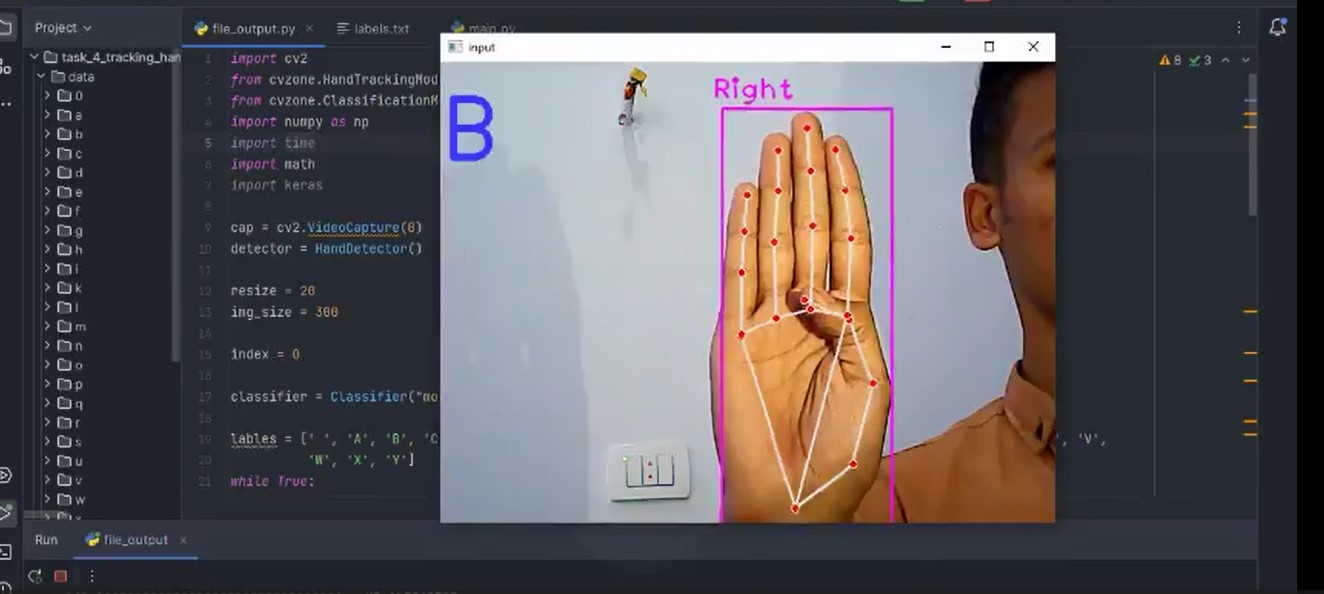 Project
file_output.py
labels.txt
main.py
input
task_4_tracking_han
data
0
a
b
c
d
e
f
g
h
i
k
l
m
n
o
p
q
r
s
u
v
w
1 import cv2
2 from cvzone.HandTrackingMod
3 from cvzone.ClassificationM
4 import numpy as np
5 import time
6 import math
7 import keras
8
9 cap = cv2.VideoCapture(0)
10 detector = HandDetector()
11
12 resize = 20
13 img_size = 300
14
15 index = 0
16
17 classifier = Classifier("mo
18
19 lables = [' ', 'A', 'B', 'C
', 'V',
20 'W', 'X', 'Y']
21 while True:
B
Right
8 3
Run
file_output